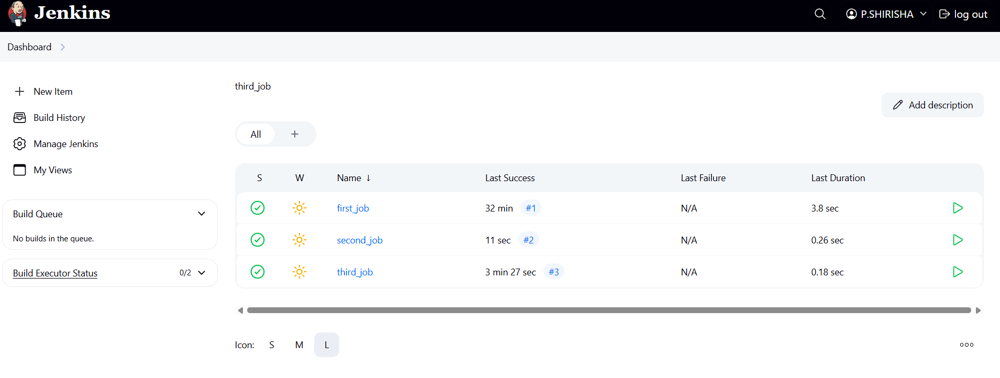 Jenkins
P.SHIRISHA
log out
Dashboard
New Item
Build History
Manage Jenkins
My Views
Build Queue
No builds in the queue.
Build Executor Status 0/2
third_job
Add description
All +
S W Name ↓ Last Success Last Failure Last Duration
first_job 32 min #1 N/A 3.8 sec
second_job 11 sec #2 N/A 0.26 sec
third_job 3 min 27 sec #3 N/A 0.18 sec
Icon: S M L